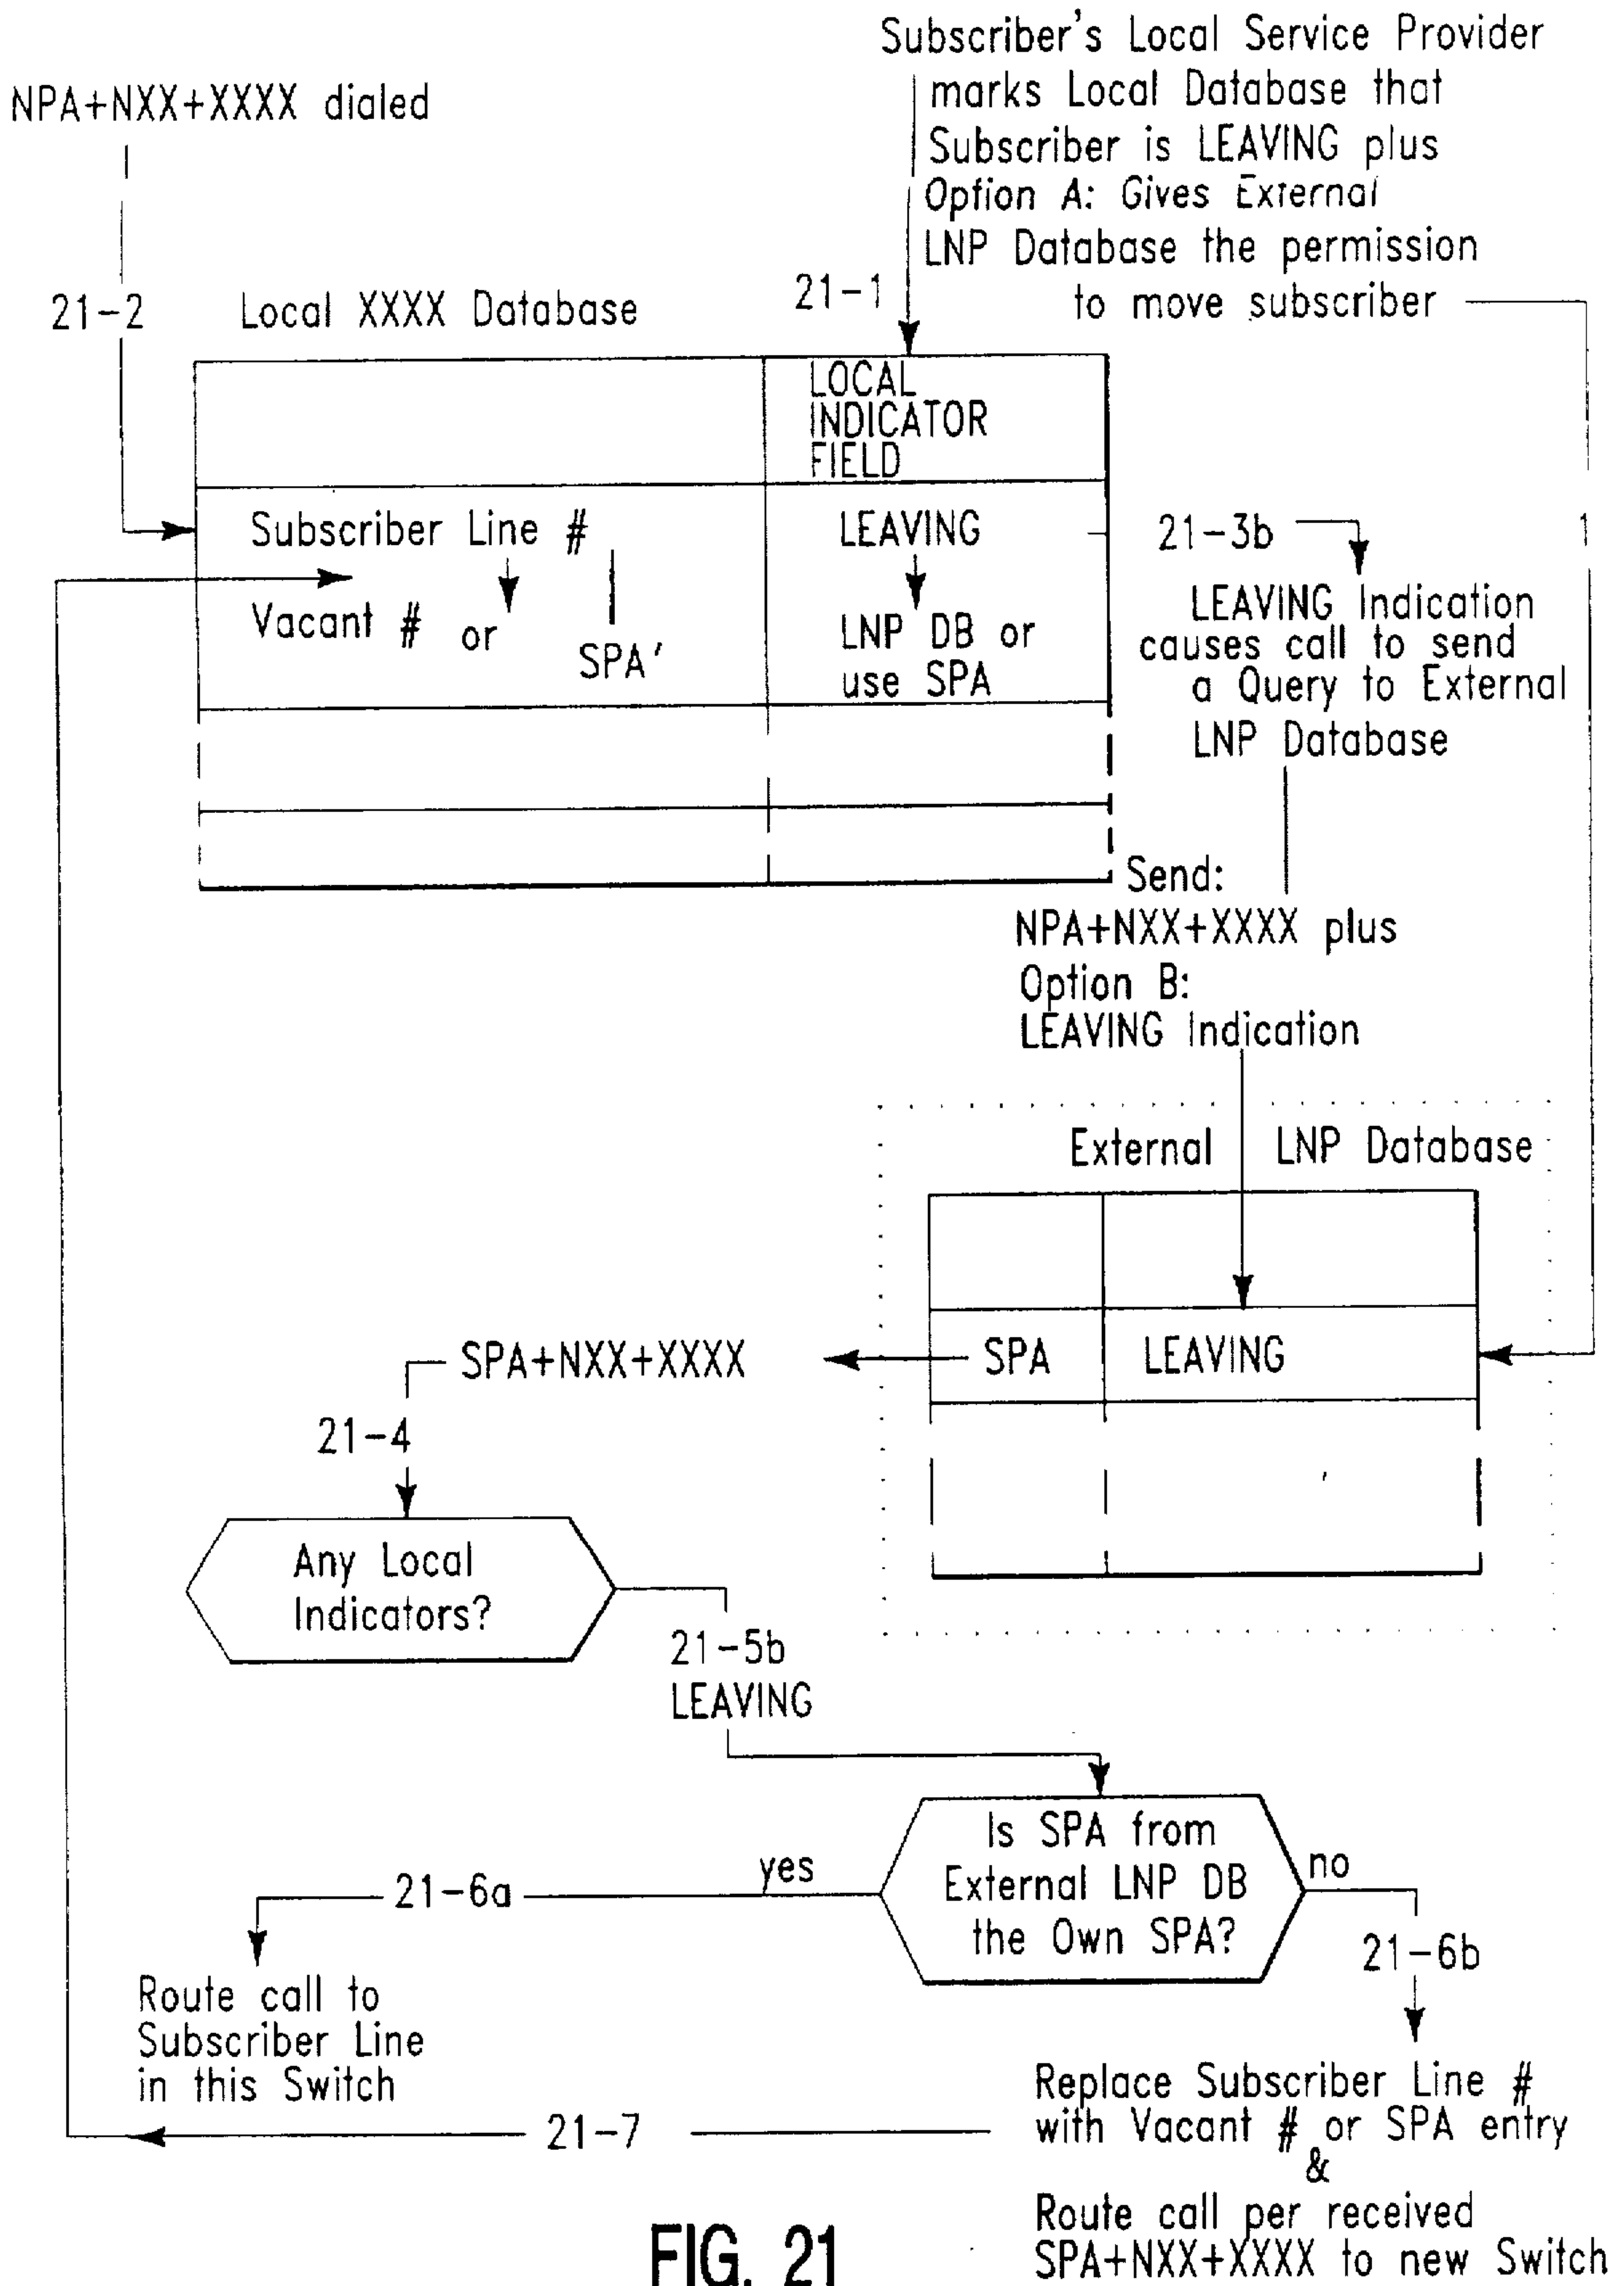 Subscriber's Local Service Provider
marks Local Database that
Subscriber is LEAVING plus
Option A: Gives External
LNP Database the permission
to move subscriber
NPA+NXX+XXXX dialed
21-2
Local XXXX Database
21-1
LOCAL
INDICATOR
FIELD
Subscriber Line #
LEAVING
Vacant # or
SPA'
LNP DB or
use SPA
21-3b
1
LEAVING Indication
causes call to send
a Query to External
LNP Database
Send:
NPA+NXX+XXXX plus
Option B:
LEAVING Indication
External LNP Database
SPA LEAVING
SPA+NXX+XXXX
21-4
Any Local
Indicators?
21-5b
LEAVING
Is SPA from
External LNP DB
the Own SPA?
yes
no
21-6a
21-6b
Route call to
Subscriber Line
in this Switch
Replace Subscriber Line #
with Vacant # or SPA entry
&
Route call per received
SPA+NXX+XXXX to new Switch
21-7
FIG. 21